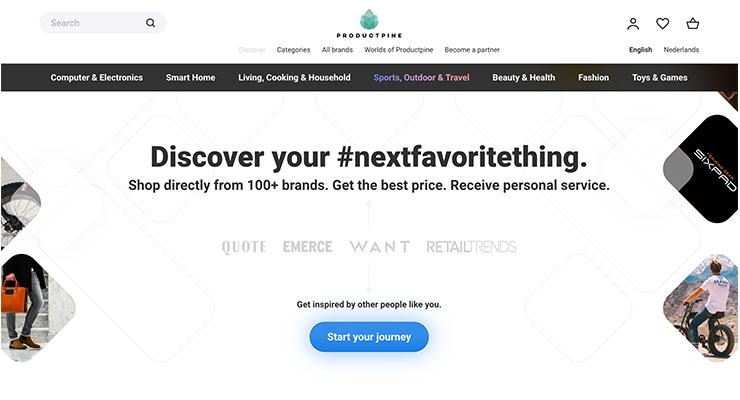 Search
PRODUCTPINE
Discover Categories All brands Worlds of Productpine Become a partner English Nederlands
Computer & Electronics Smart Home Living, Cooking & Household Sports, Outdoor & Travel Beauty & Health Fashion Toys & Games
Discover your #nextfavoritething.
Shop directly from 100+ brands. Get the best price. Receive personal service.
SIXPAD
QUOTE EMERCE WANT RETAILTRENDS
Get inspired by other people like you.
Start your journey